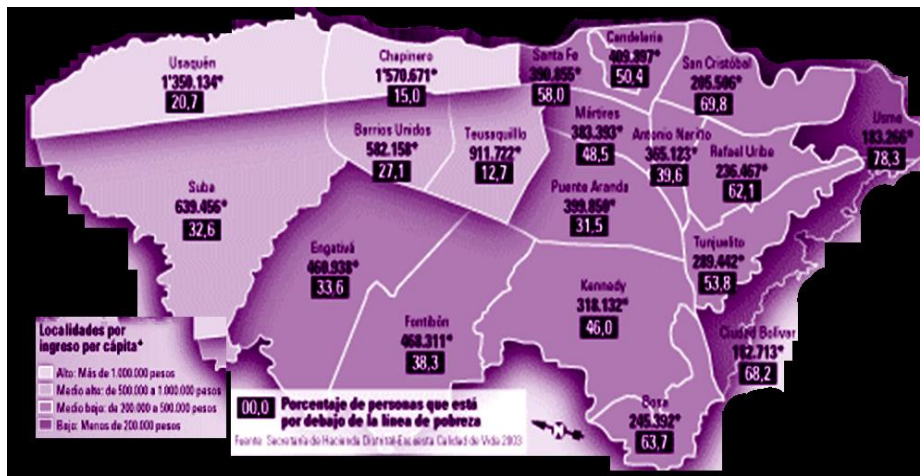 Usaquén
1'350.134*
20,7
Chapinero
1'570.671*
15,0
Santa Fe
390.855*
58,0
Candelaria
409.997*
50,4
San Cristóbal
205.506*
69,8
Usme
183.266*
78,3
Barrios Unidos
582.158*
27,1
Teusaquillo
911.722*
12,7
Mártires
383.393*
48,5
Antonio Nariño
365.123*
39,6
Rafael Uribe
236.467*
62,1
Suba
639.456*
32,6
Puente Aranda
399.850*
31,5
Engativá
460.938*
33,6
Tunjuelito
289.442*
53,8
Kennedy
318.132*
46,0
Fontibón
468.311*
38,3
Ciudad Bolívar
182.713*
68,2
Bosa
245.392*
63,7
Localidades por
ingreso per cápita*
Alto: Más de 1.000.000 pesos
Medio alto: de 500.000 a 1.000.000 pesos
Medio bajo: de 200.000 a 500.000 pesos
Bajo: Menos de 200.000 pesos
00,0 Porcentaje de personas que está
por debajo de la línea de pobreza
Fuente: Secretaría de Hacienda Distrital-Encuesta Calidad de Vida 2003
N